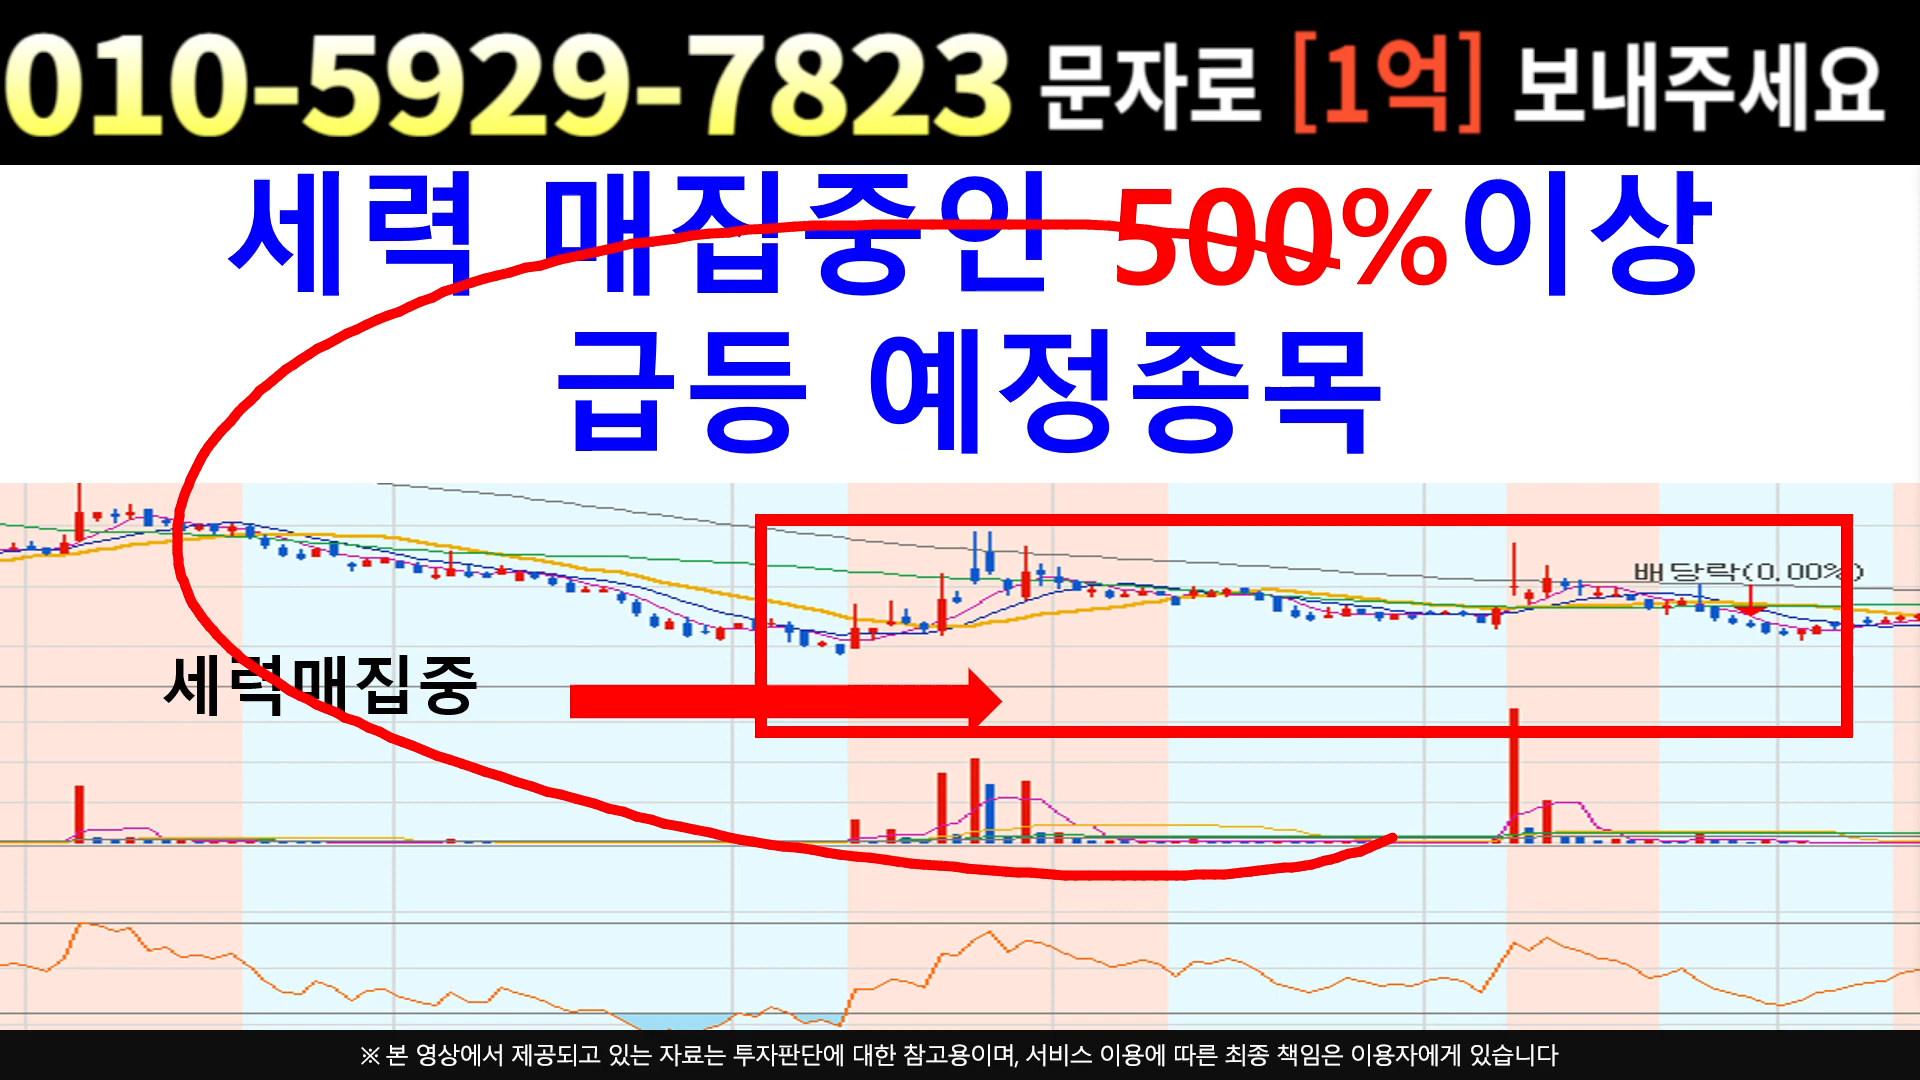 010-5929-7823 문자로 [1억] 보내주세요
세력 매집중인 500%이상
급등 예정종목
배당락(0.00%)
세력매집중
※ 본 영상에서 제공되고 있는 자료는 투자판단에 대한 참고용이며, 서비스 이용에 따른 최종 책임은 이용자에게 있습니다